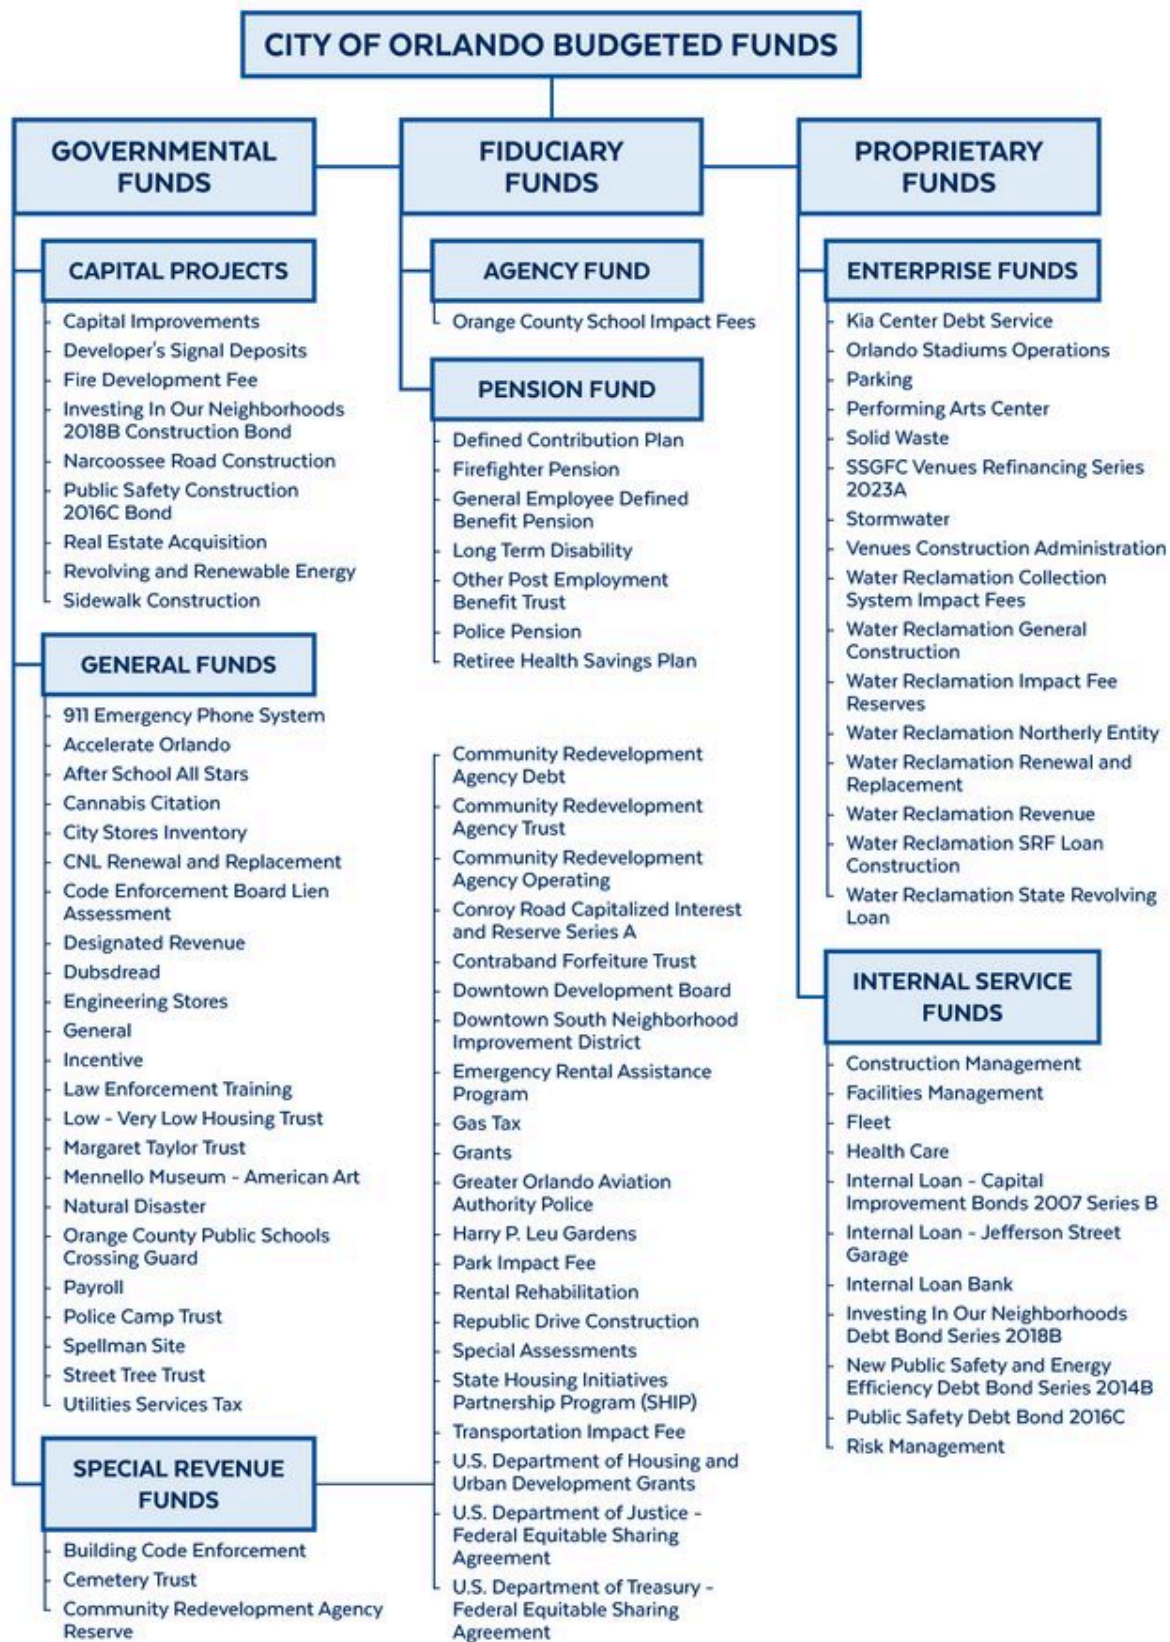 CITY OF ORLANDO BUDGETED FUNDS
GOVERNMENTAL
FUNDS
CAPITAL PROJECTS
Capital Improvements
Developer's Signal Deposits
Fire Development Fee
Investing In Our Neighborhoods
2018B Construction Bond
Narcoossee Road Construction
Public Safety Construction
2016C Bond
Real Estate Acquisition
Revolving and Renewable Energy
Sidewalk Construction
GENERAL FUNDS
911 Emergency Phone System
Accelerate Orlando
After School All Stars
Cannabis Citation
City Stores Inventory
CNL Renewal and Replacement
Code Enforcement Board Lien
Assessment
Designated Revenue
Dubsdread
Engineering Stores
General
Incentive
Law Enforcement Training
Low - Very Low Housing Trust
Margaret Taylor Trust
Mennello Museum - American Art
Natural Disaster
Orange County Public Schools
Crossing Guard
Payroll
Police Camp Trust
Spellman Site
Street Tree Trust
Utilities Services Tax
SPECIAL REVENUE
FUNDS
Building Code Enforcement
Cemetery Trust
Community Redevelopment Agency
Reserve
Community Redevelopment
Agency Debt
Community Redevelopment
Agency Trust
Community Redevelopment
Agency Operating
Conroy Road Capitalized Interest
and Reserve Series A
Contraband Forfeiture Trust
Downtown Development Board
Downtown South Neighborhood
Improvement District
Emergency Rental Assistance
Program
Gas Tax
Grants
Greater Orlando Aviation
Authority Police
Harry P. Leu Gardens
Park Impact Fee
Rental Rehabilitation
Republic Drive Construction
Special Assessments
State Housing Initiatives
Partnership Program (SHIP)
Transportation Impact Fee
U.S. Department of Housing and
Urban Development Grants
U.S. Department of Justice -
Federal Equitable Sharing
Agreement
U.S. Department of Treasury -
Federal Equitable Sharing
Agreement
FIDUCIARY
FUNDS
AGENCY FUND
Orange County School Impact Fees
PENSION FUND
Defined Contribution Plan
Firefighter Pension
General Employee Defined
Benefit Pension
Long Term Disability
Other Post Employment
Benefit Trust
Police Pension
Retiree Health Savings Plan
PROPRIETARY
FUNDS
ENTERPRISE FUNDS
Kia Center Debt Service
Orlando Stadiums Operations
Parking
Performing Arts Center
Solid Waste
SSGFC Venues Refinancing Series
2023A
Stormwater
Venues Construction Administration
Water Reclamation Collection
System Impact Fees
Water Reclamation General
Construction
Water Reclamation Impact Fee
Reserves
Water Reclamation Northerly Entity
Water Reclamation Renewal and
Replacement
Water Reclamation Revenue
Water Reclamation SRF Loan
Construction
Water Reclamation State Revolving
Loan
INTERNAL SERVICE
FUNDS
Construction Management
Facilities Management
Fleet
Health Care
Internal Loan - Capital
Improvement Bonds 2007 Series B
Internal Loan - Jefferson Street
Garage
Internal Loan Bank
Investing In Our Neighborhoods
Debt Bond Series 2018B
New Public Safety and Energy
Efficiency Debt Bond Series 2014B
Public Safety Debt Bond 2016C
Risk Management